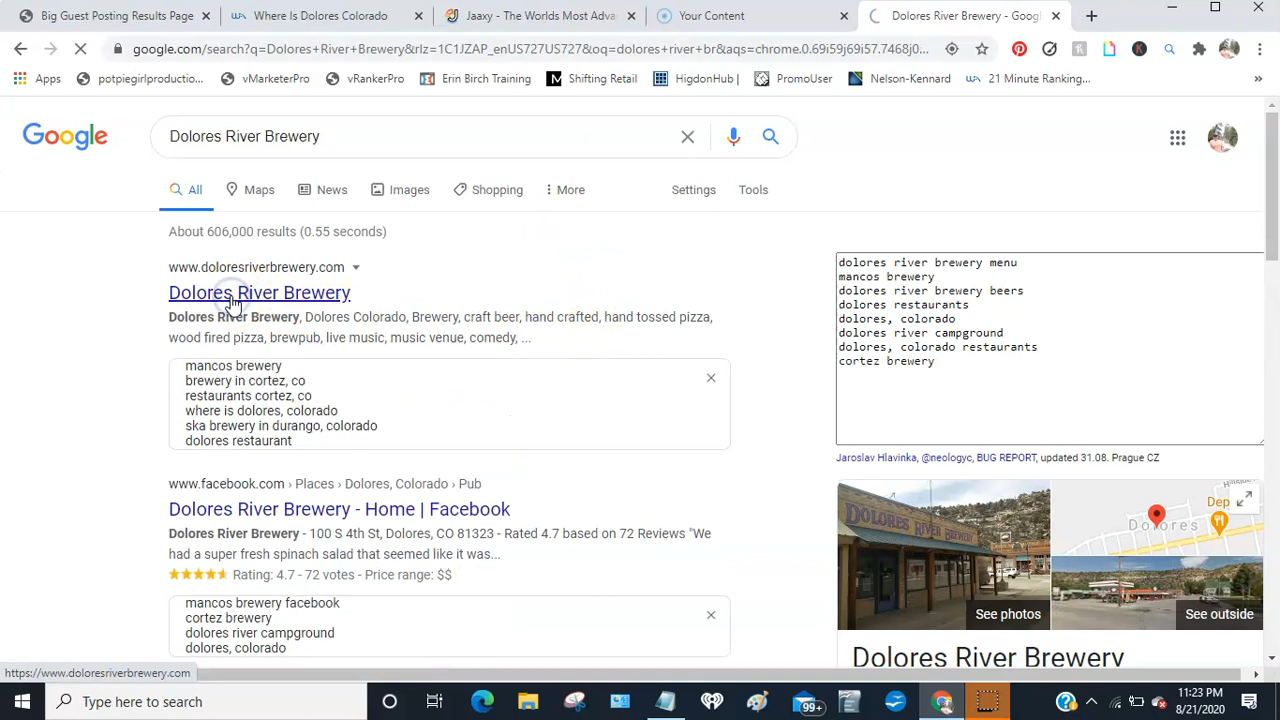 Big Guest Posting Results Page
Where Is Dolores Colorado
Jaaxy - The Worlds Most Adva
Your Content
Dolores River Brewery - Goog
google.com/search?q=Dolores+River+Brewery&rlz=1C1JZAP_enUS727US727&oq=dolores+river+br&aqs=chrome.0.69i59j69i57.7468j0...
Apps
potpiegirlproductio...
vMarketerPro
vRankerPro
Erin Birch Training
Shifting Retail
HigdonHub |
PromoUser
Nelson-Kennard
21 Minute Ranking...
Google
Dolores River Brewery
All
Maps
News
Images
Shopping
More
Settings
Tools
About 606,000 results (0.55 seconds)
www.doloresriverbrewery.com
Dolores River Brewery
Dolores River Brewery, Dolores Colorado, Brewery, craft beer, hand crafted, hand tossed pizza,
wood fired pizza, brewpub, live music, music venue, comedy, ...
mancos brewery
brewery in cortez, co
restaurants cortez, co
where is dolores, colorado
ska brewery in durango, colorado
dolores restaurant
www.facebook.com › Places › Dolores, Colorado › Pub
Dolores River Brewery - Home | Facebook
Dolores River Brewery - 100 S 4th St, Dolores, CO 81323 - Rated 4.7 based on 72 Reviews "We
had a super fresh spinach salad that seemed like it was...
Rating: 4.7 - 72 votes - Price range: $$
mancos brewery facebook
cortez brewery
dolores river campground
dolores, colorado
dolores river brewery menu
mancos brewery
dolores river brewery beers
dolores restaurants
dolores, colorado
dolores river campground
dolores, colorado restaurants
cortez brewery
Jaroslav Hlavinka, @neologyc, BUG REPORT, updated 31.08. Prague CZ
DOLORES RIVER BREWERY
See photos
Dep
Dolores
See outside
Dolores River Brewery
https://www.doloresriverbrewery.com
Type here to search
99+
11:23 PM
8/21/2020